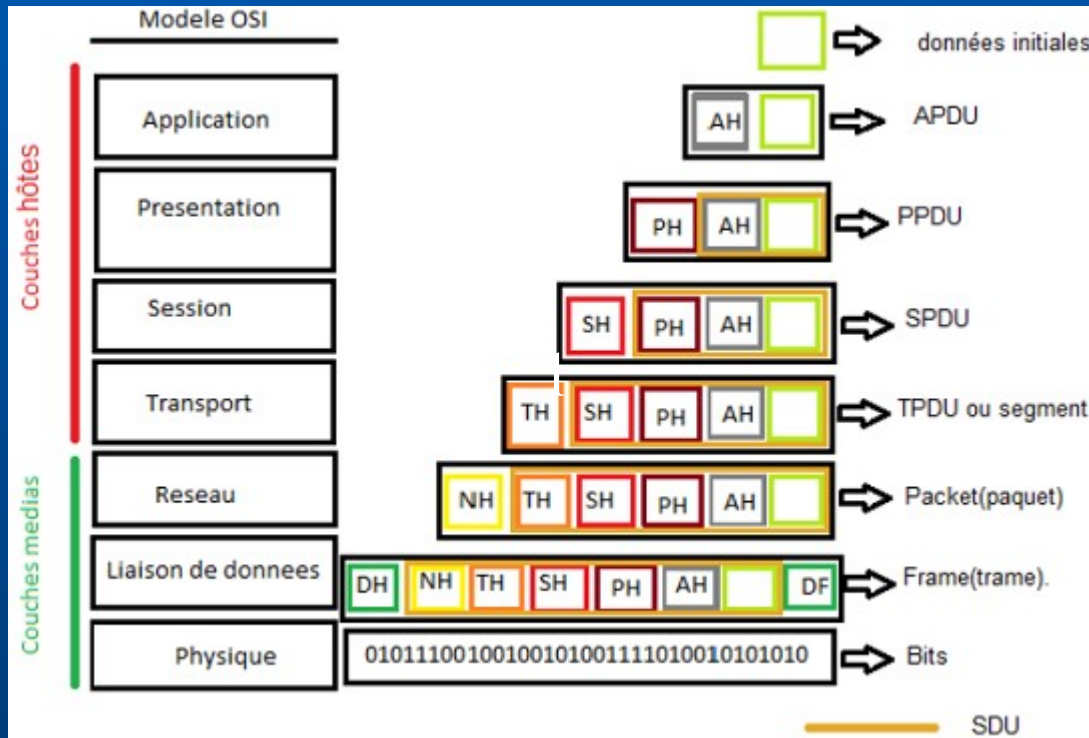 Modele OSI
données initiales
Couches hôtes
Application
AH
APDU
Presentation
PH AH
PPDU
Session
SH PH AH
SPDU
Transport
TH SH PH AH
TPDU ou segment
Couches medias
Reseau
NH TH SH PH AH
Packet(paquet)
Liaison de donnees
DH NH TH SH PH AH DF
Frame(trame).
Physique
0101110010010010100111101001010101010
Bits
SDU